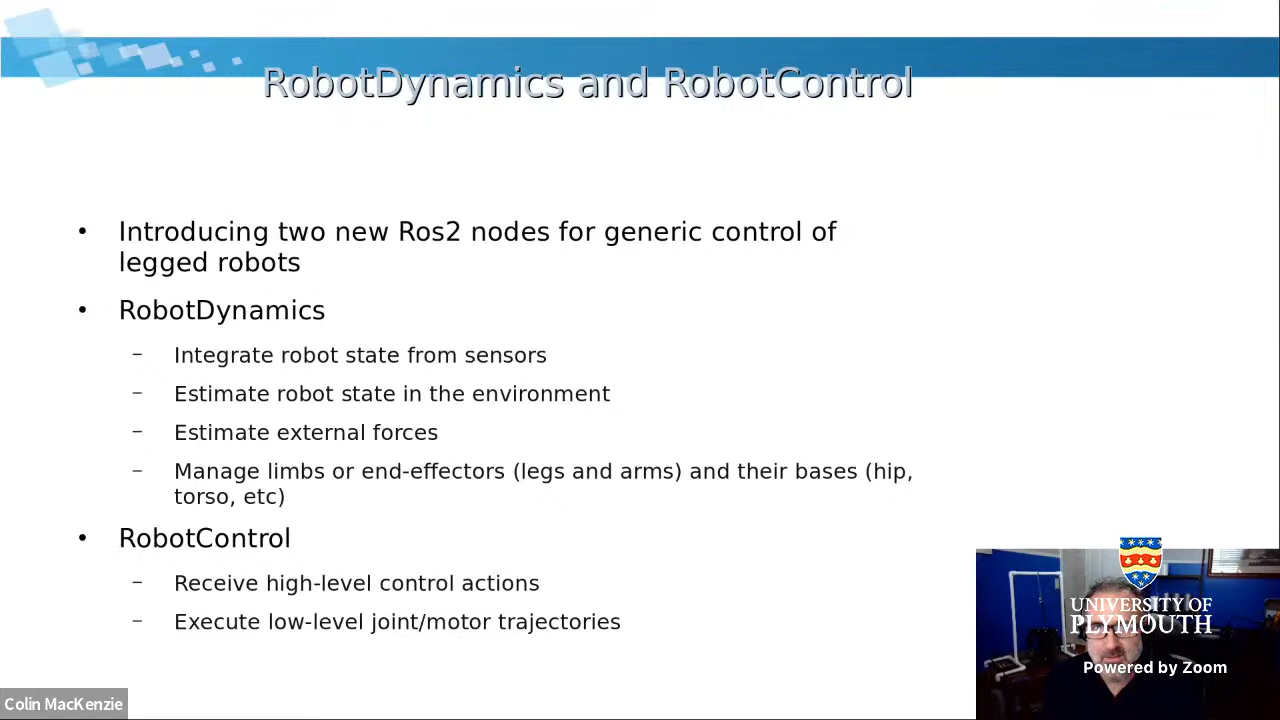 RobotDynamics and RobotControl
• Introducing two new Ros2 nodes for generic control of
legged robots
• RobotDynamics
– Integrate robot state from sensors
– Estimate robot state in the environment
– Estimate external forces
– Manage limbs or end-effectors (legs and arms) and their bases (hip,
torso, etc)
• RobotControl
– Receive high-level control actions
– Execute low-level joint/motor trajectories
UNIVERSITY OF
PLYMOUTH
Powered by Zoom
Colin MacKenzie